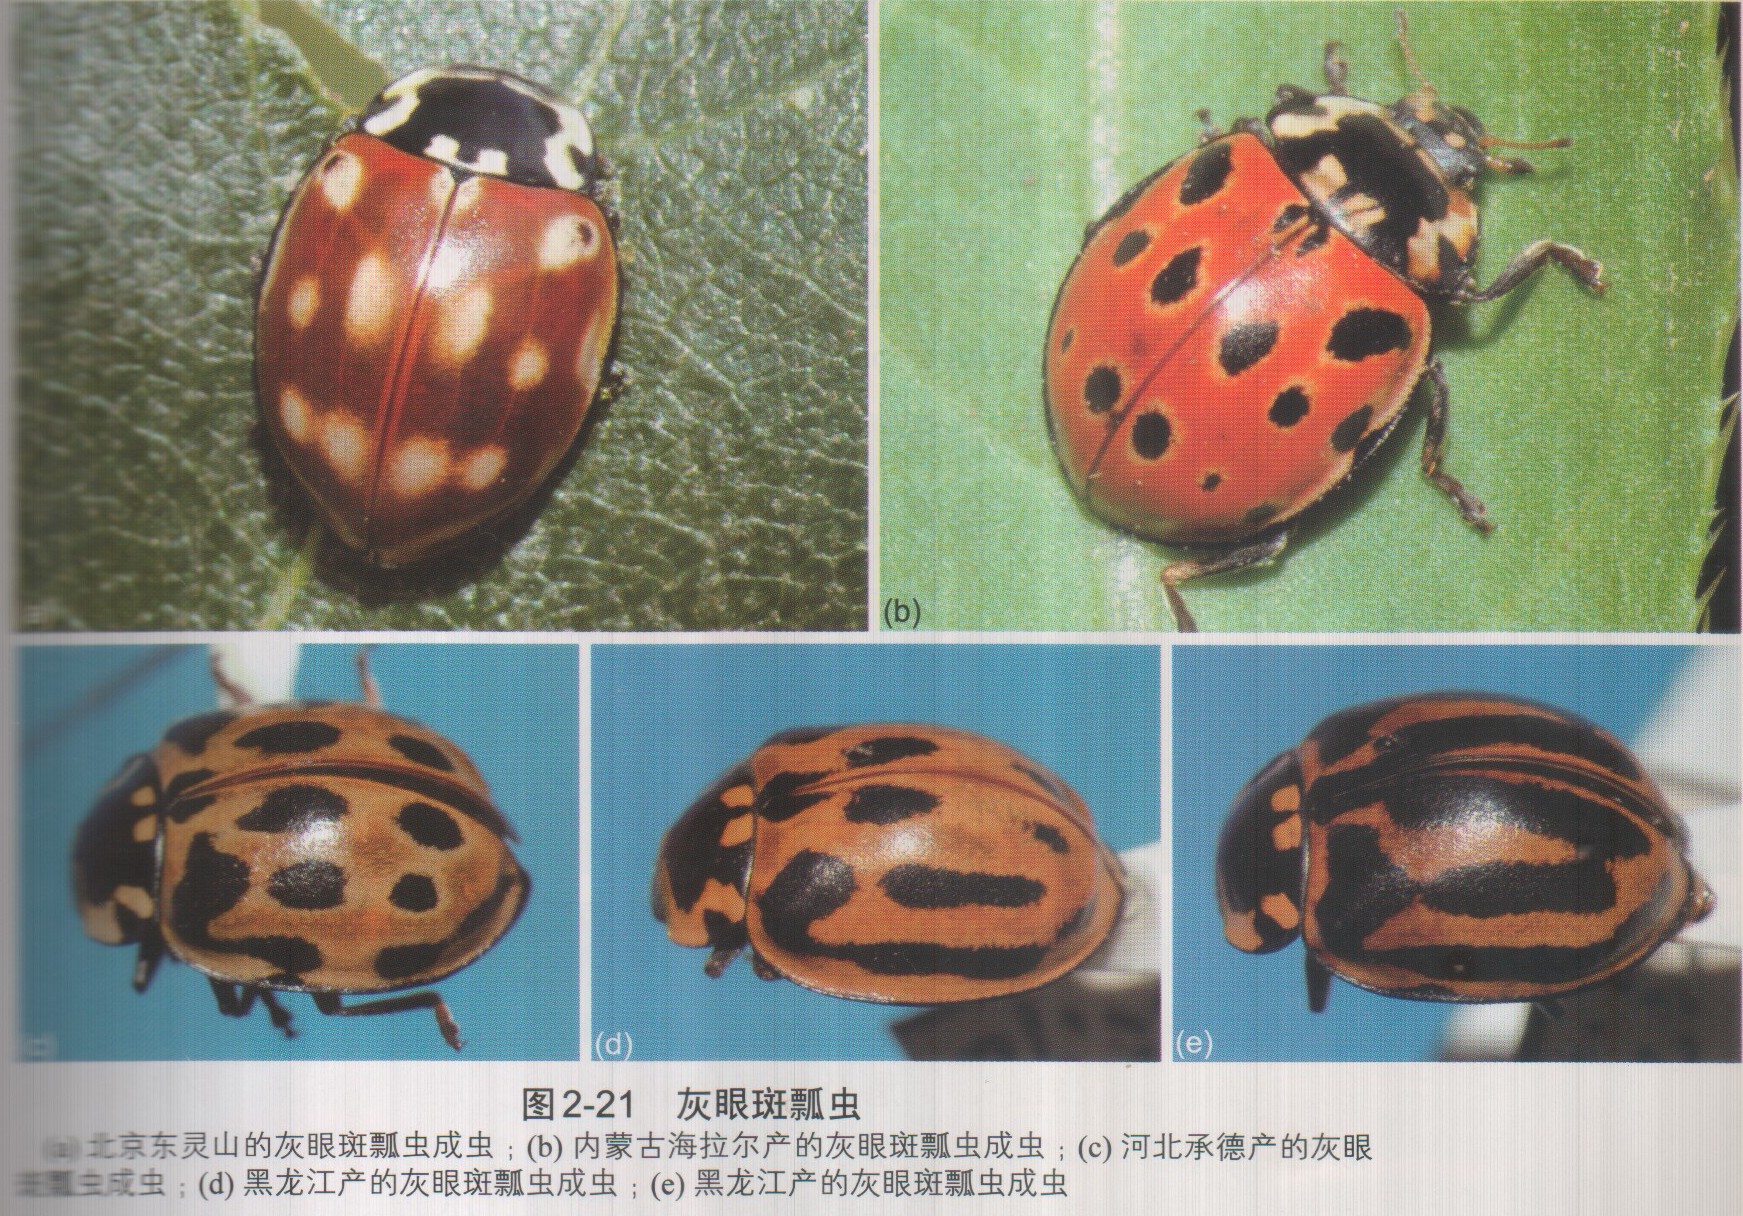 (b)
(d)
(e)
图2-21 灰眼斑瓢虫
(a) 北京东灵山的灰眼斑瓢虫成虫；(b) 内蒙古海拉尔产的灰眼斑瓢虫成虫；(c) 河北承德产的灰眼
斑瓢虫成虫；(d) 黑龙江产的灰眼斑瓢虫成虫；(e) 黑龙江产的灰眼斑瓢虫成虫